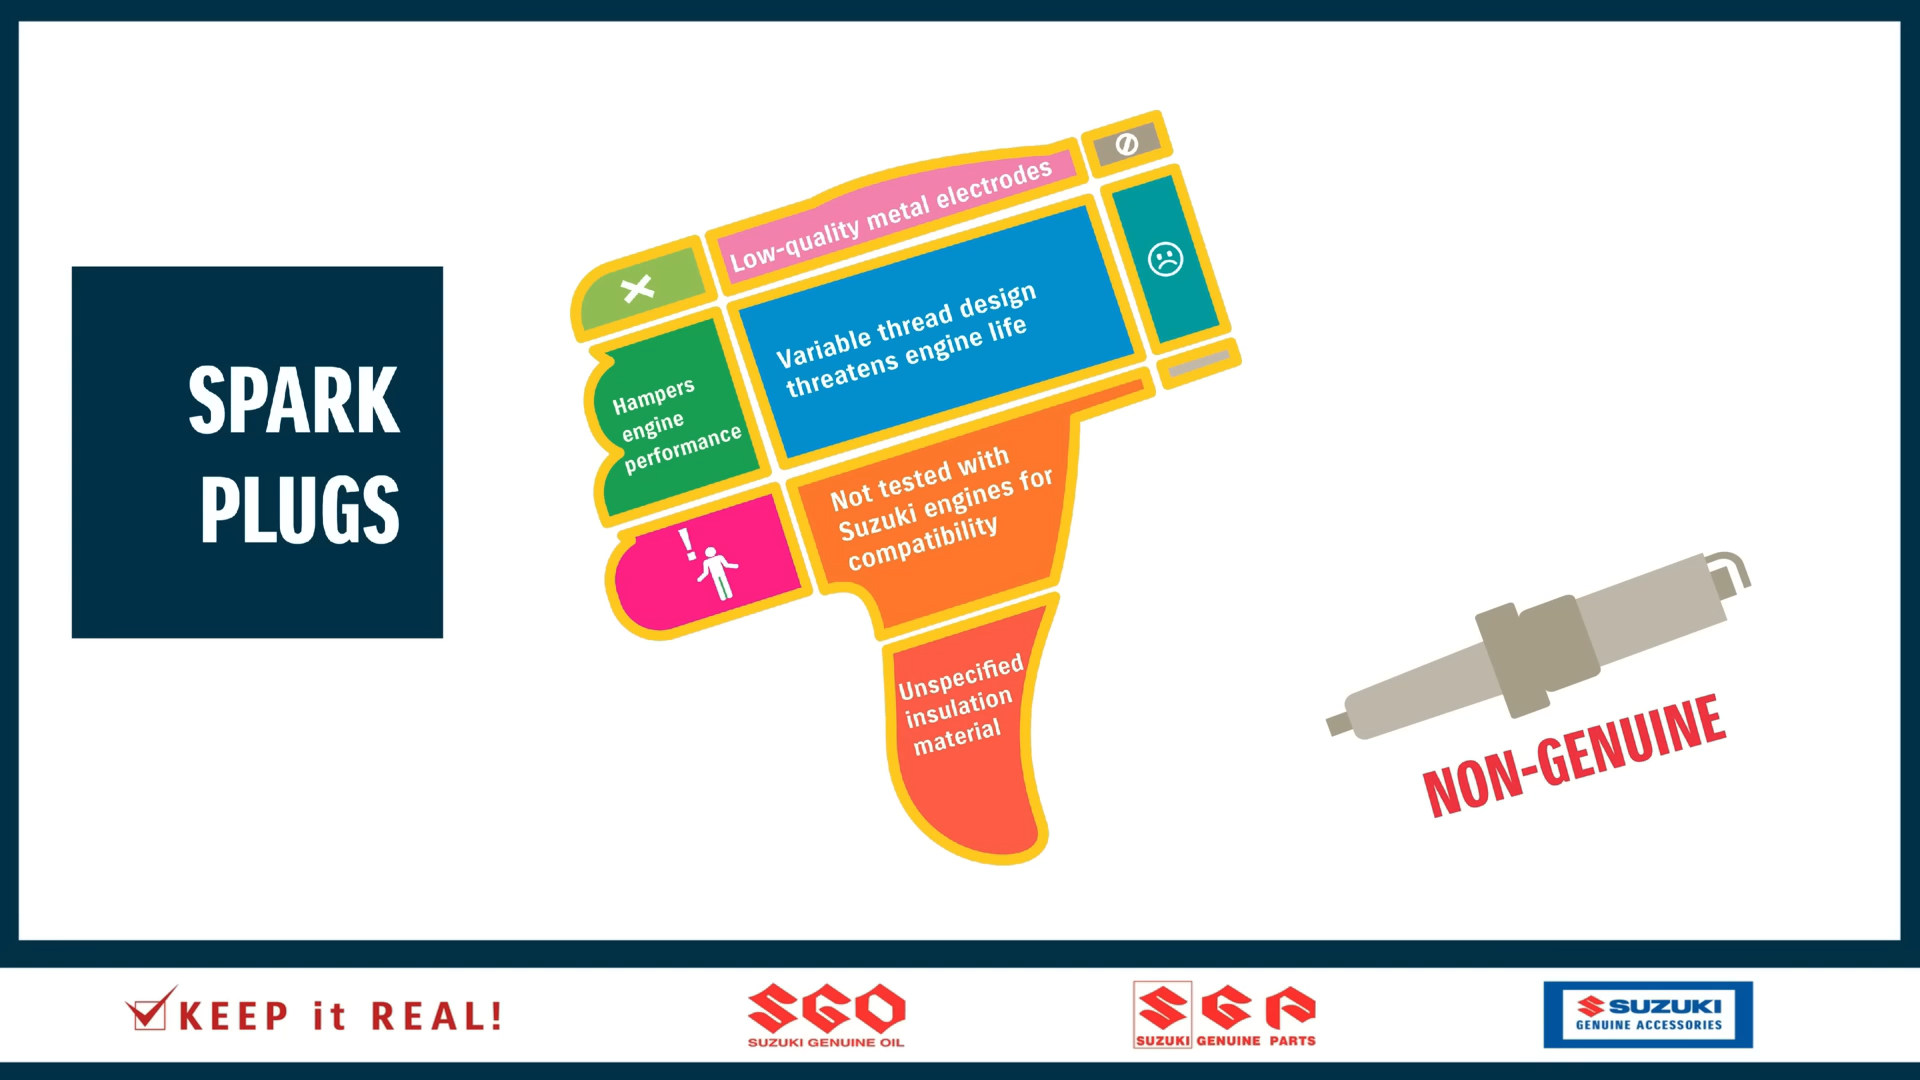 SPARK
PLUGS
Low-quality metal electrodes
Variable thread design
threatens engine life
Hampers
engine
performance
!
Not tested with
Suzuki engines for
compatibility
Unspecified
insulation
material
NON-GENUINE
KEEP it REAL!
SGO
SUZUKI GENUINE OIL
SGP
SUZUKI GENUINE PARTS
SUZUKI
GENUINE ACCESSORIES